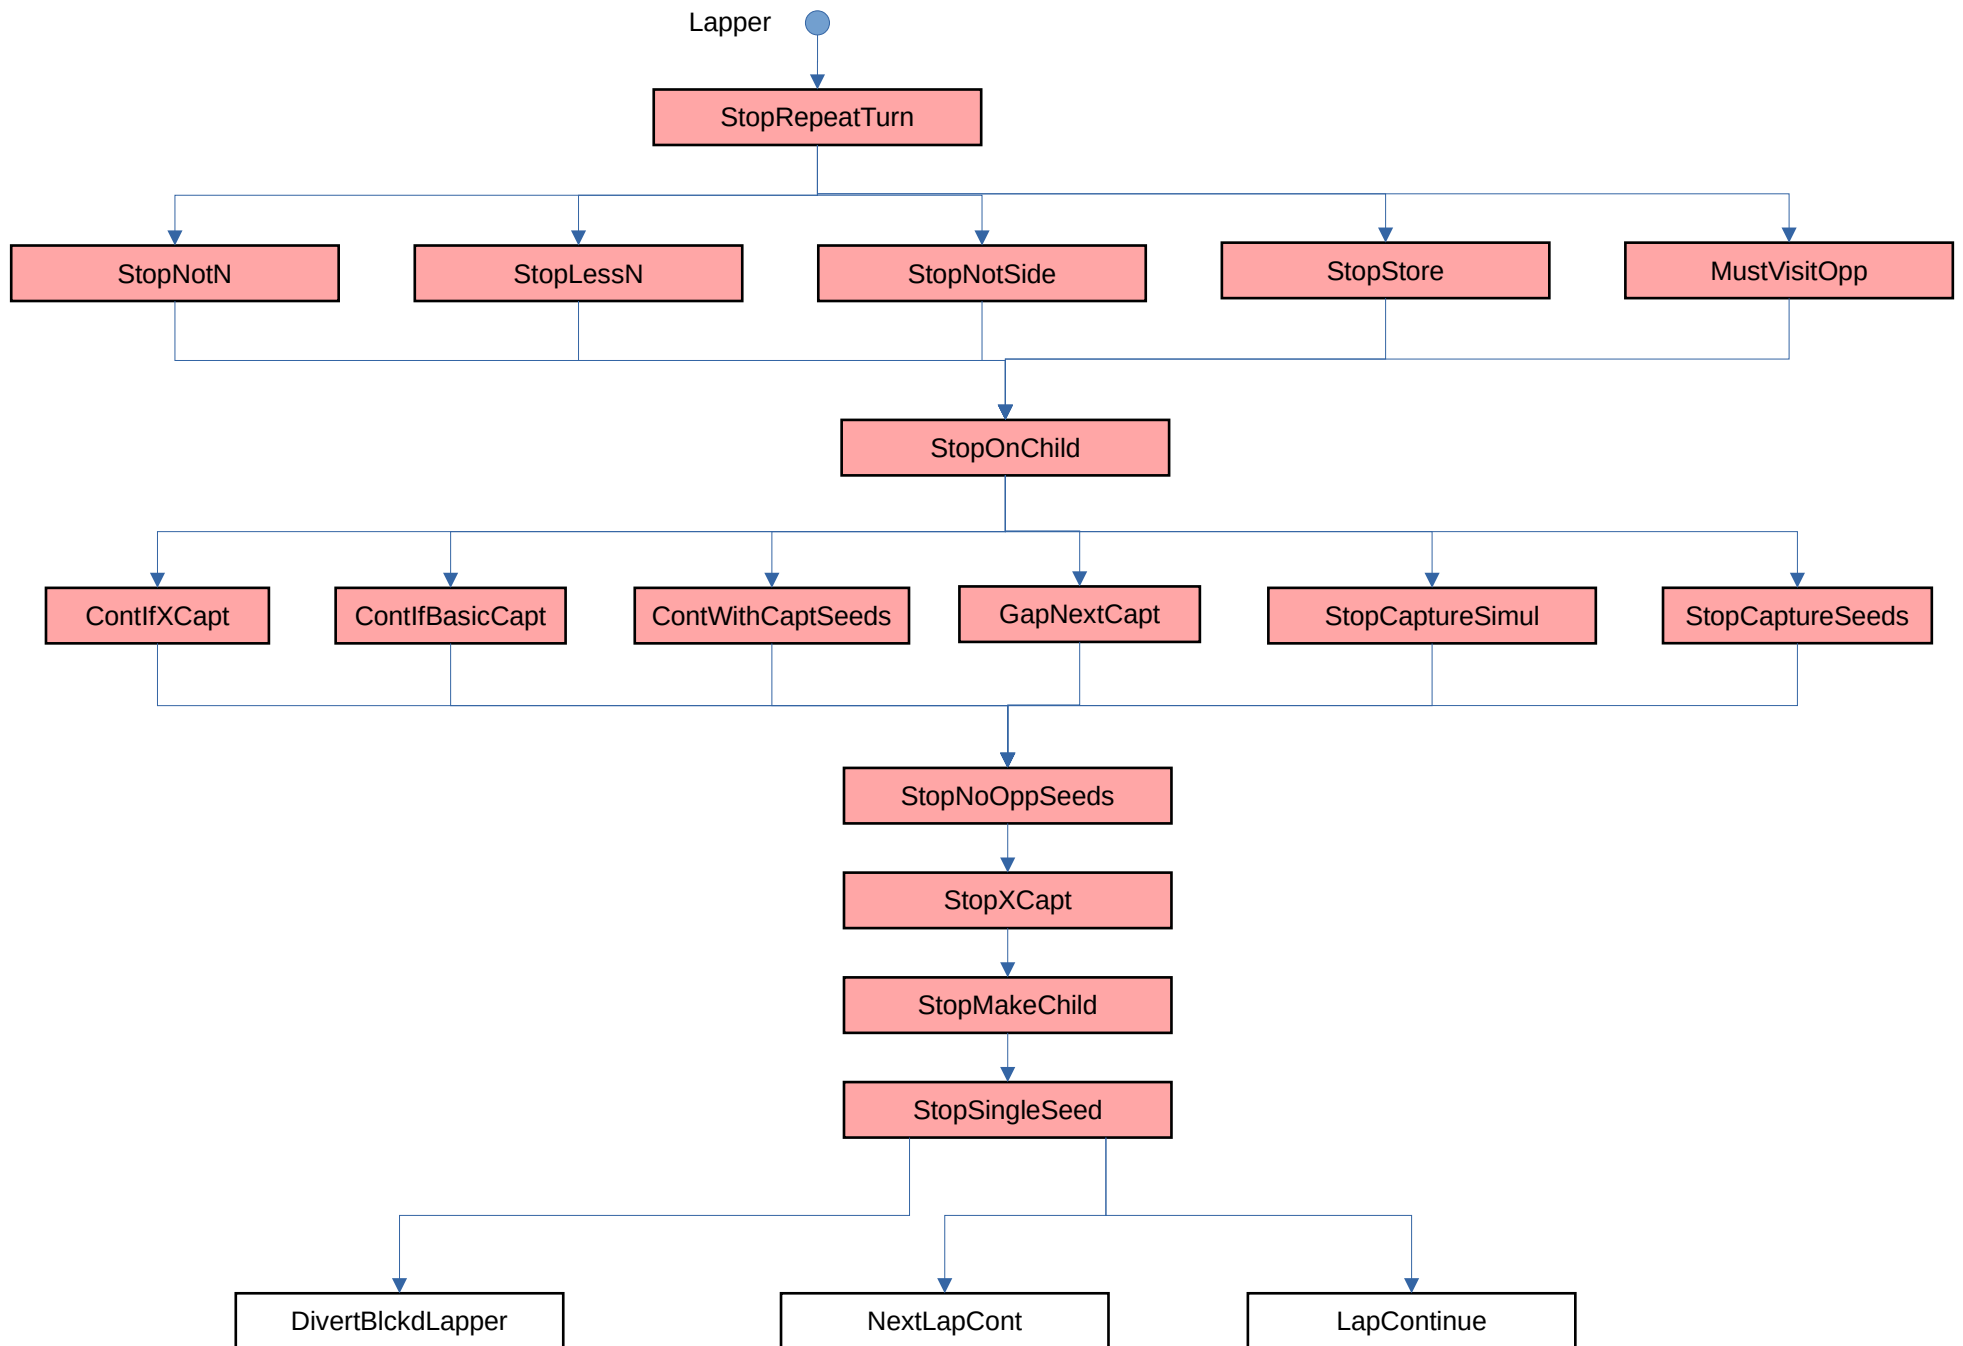 Lapper
StopRepeatTurn
StopNotN
StopLessN
StopNotSide
StopStore
MustVisitOpp
StopOnChild
ContIfXCapt
ContIfBasicCapt
ContWithCaptSeeds
GapNextCapt
StopCaptureSimul
StopCaptureSeeds
StopNoOppSeeds
StopXCapt
StopMakeChild
StopSingleSeed
DivertBlckdLapper
NextLapCont
LapContinue